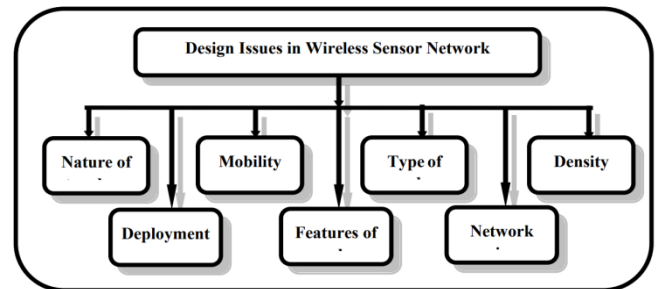 Design Issues in Wireless Sensor Network
Nature of
Mobility
Type of
Density
Deployment
Features of
Network